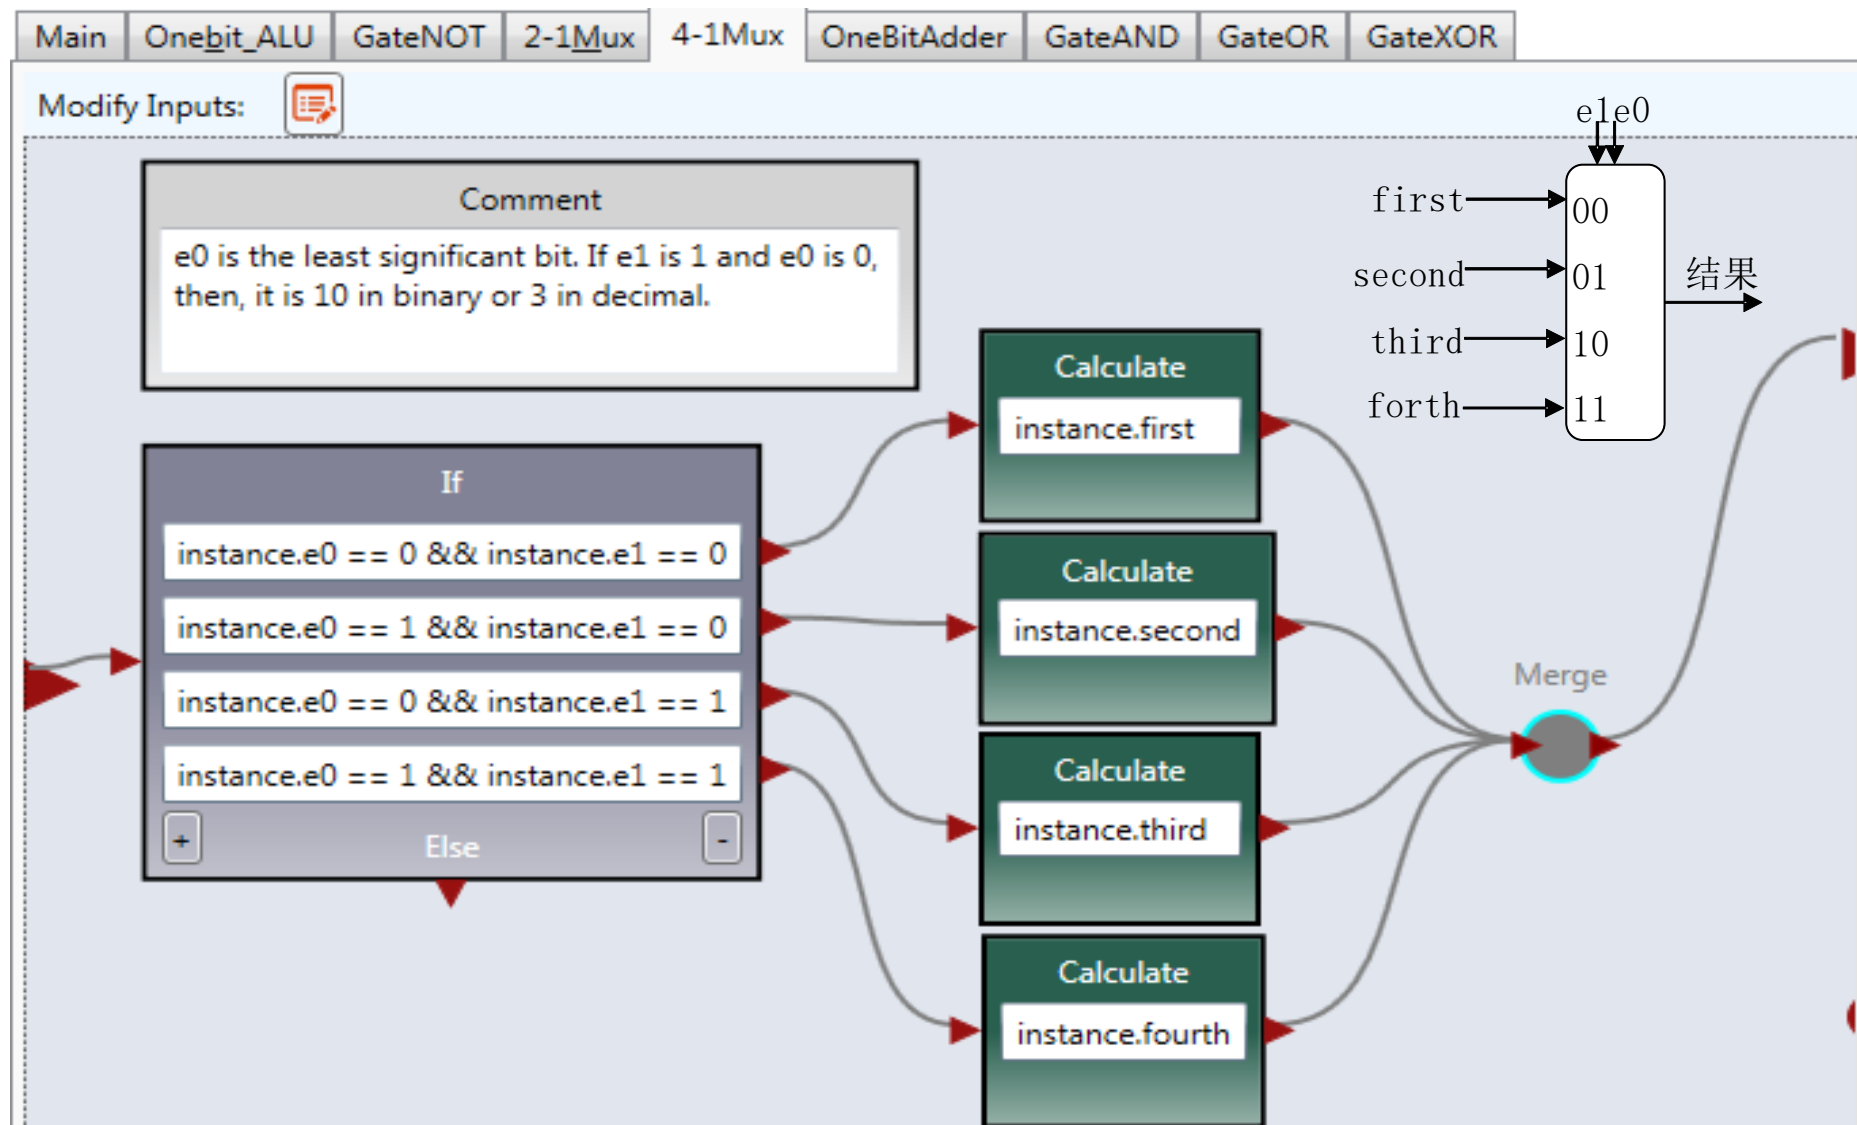 Main Onebit_ALU GateNOT 2-1Mux 4-1Mux OneBitAdder GateAND GateOR GateXOR
Modify Inputs:
e1e0
Comment
e0 is the least significant bit. If e1 is 1 and e0 is 0,
then, it is 10 in binary or 3 in decimal.
first
00
second
01
结果
third
10
forth
11
If
instance.e0 == 0 && instance.e1 == 0
instance.e0 == 1 && instance.e1 == 0
instance.e0 == 0 && instance.e1 == 1
instance.e0 == 1 && instance.e1 == 1
+
Else
-
Calculate
instance.first
Calculate
instance.second
Calculate
instance.third
Calculate
instance.fourth
Merge